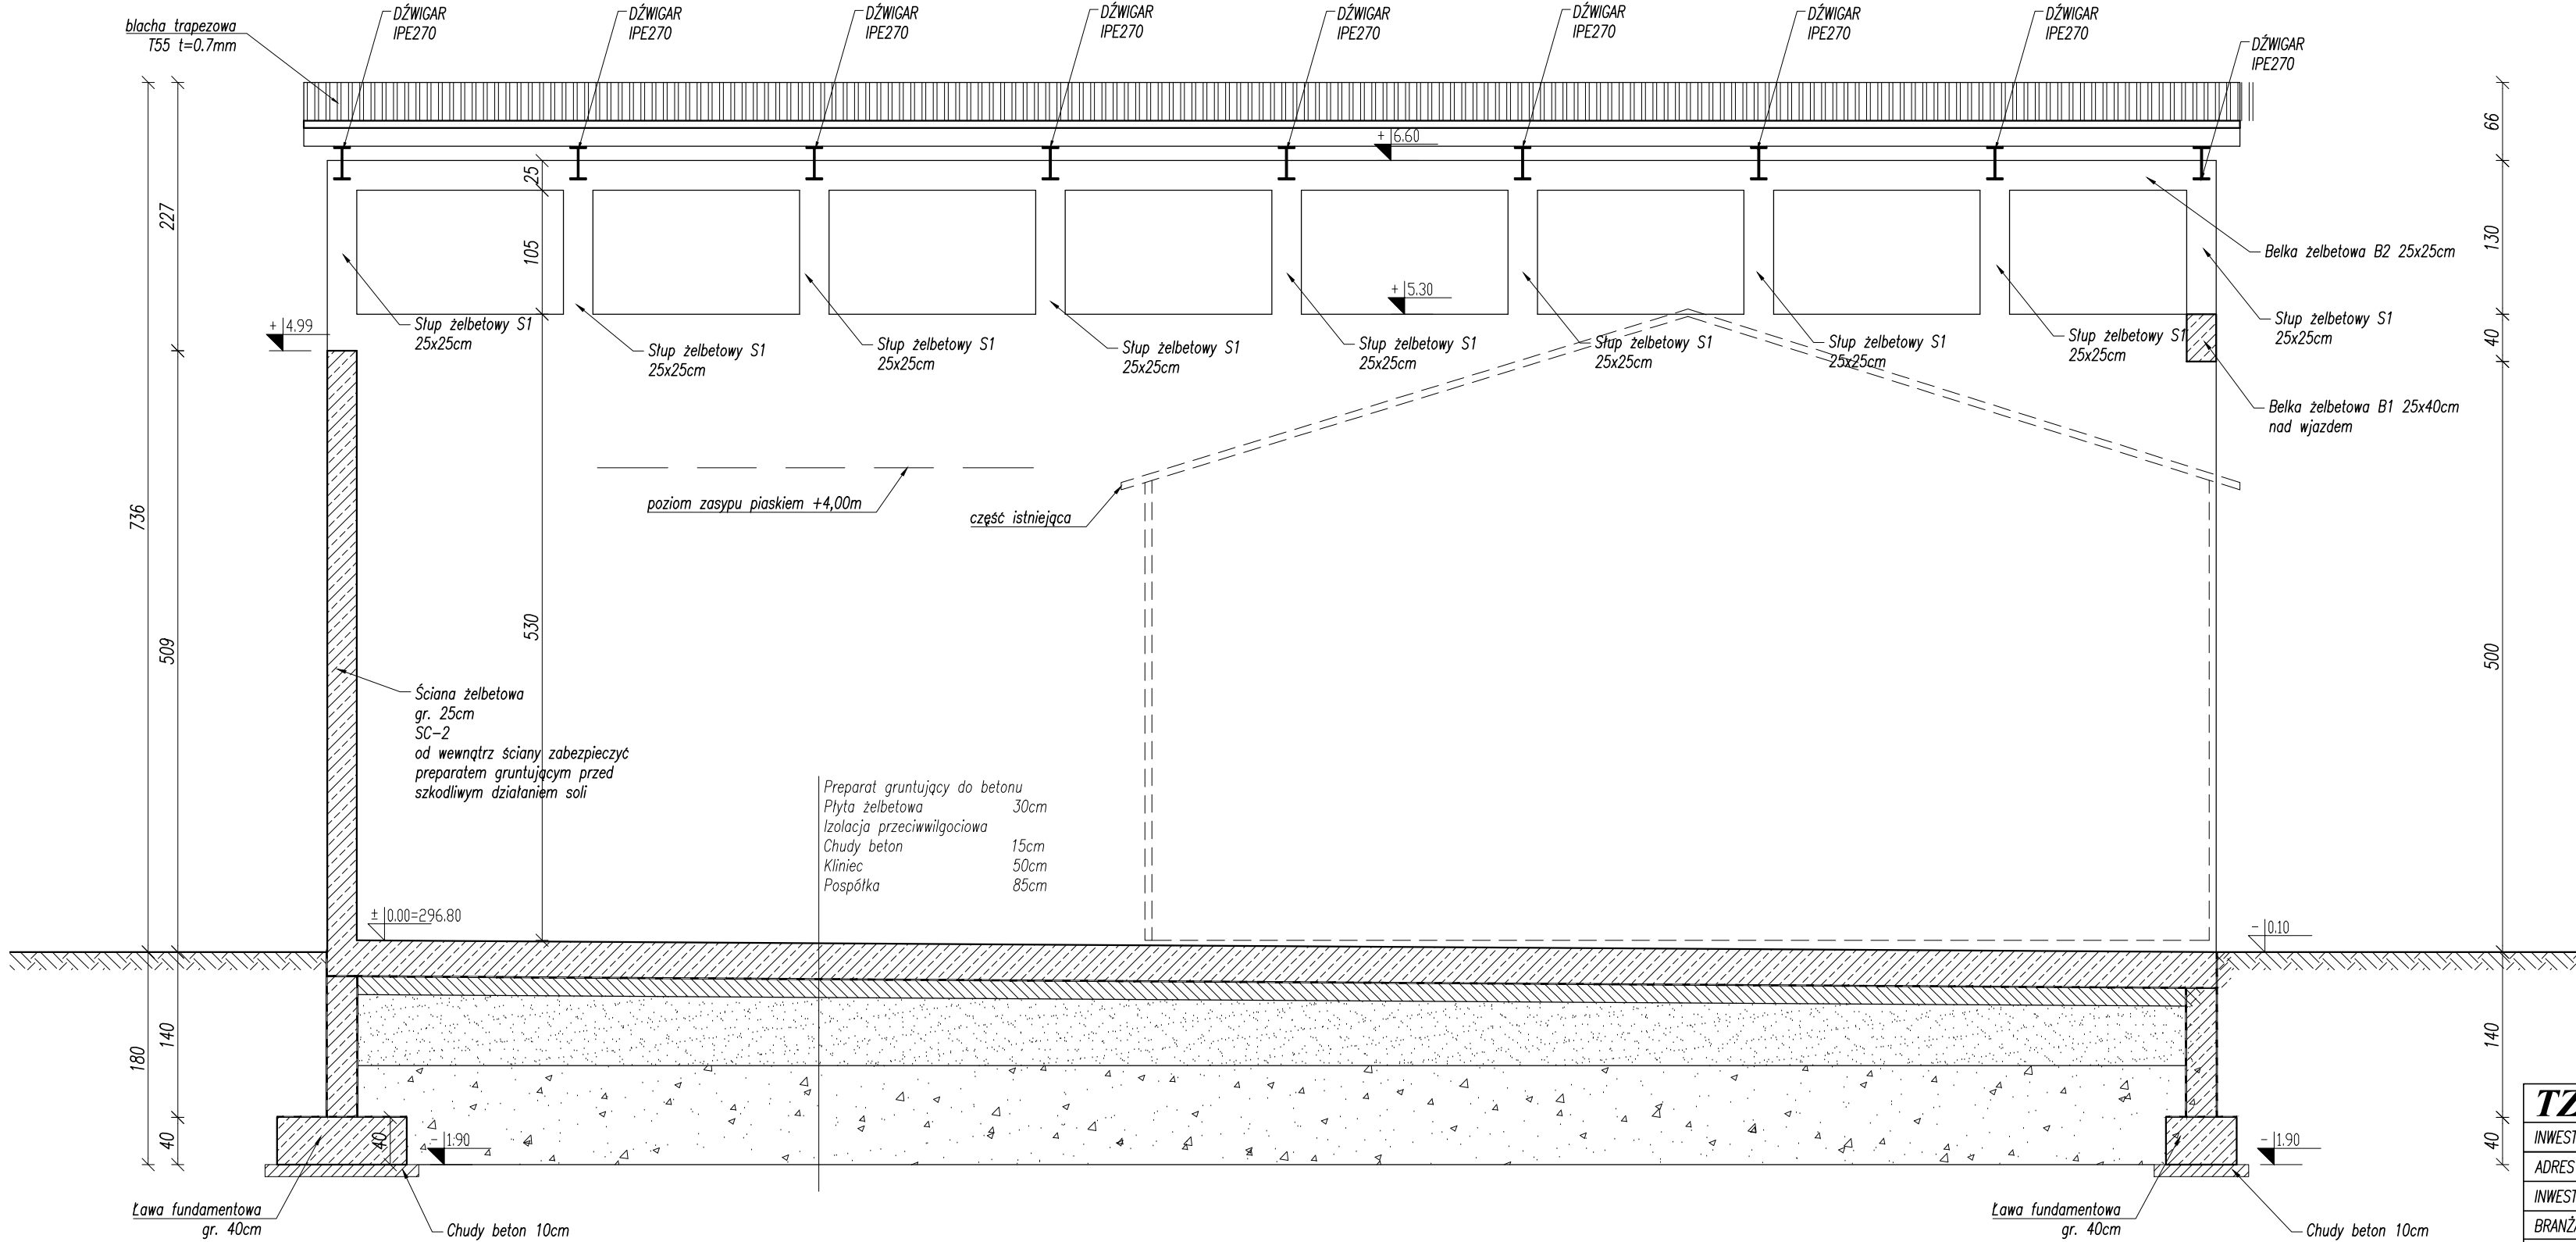 blacha trapezowa
T55 t=0.7mm
DŹWIGAR
IPE270
DŹWIGAR
IPE270
DŹWIGAR
IPE270
DŹWIGAR
IPE270
DŹWIGAR
IPE270
DŹWIGAR
IPE270
DŹWIGAR
IPE270
DŹWIGAR
IPE270
DŹWIGAR
IPE270
66
+ 6.60
25
227
105
130
Belka żelbetowa B2 25x25cm
+ 5.30
+ 4.99
Słup żelbetowy S1
25x25cm
Słup żelbetowy S1
25x25cm
Słup żelbetowy S1
25x25cm
Słup żelbetowy S1
25x25cm
Słup żelbetowy S1
25x25cm
Słup żelbetowy S1
25x25cm
Słup żelbetowy S1
25x25cm
Słup żelbetowy S1
25x25cm
Słup żelbetowy S1
25x25cm
40
Belka żelbetowa B1 25x40cm
nad wjazdem
poziom zasypu piaskiem +4,00m
część istniejąca
736
509
530
500
Ściana żelbetowa
gr. 25cm
SC-2
od wewnątrz ściany zabezpieczyć
preparatem gruntującym przed
szkodliwym działaniem soli
Preparat gruntujący do betonu
Płyta żelbetowa 30cm
Izolacja przeciwwilgociowa
Chudy beton 15cm
Kliniec 50cm
Pospółka 85cm
± 0.00=296.80
- 0.10
180
140
140
40
40
- 1.90
- 1.90
40
Ława fundamentowa
gr. 40cm
Chudy beton 10cm
Ława fundamentowa
gr. 40cm
Chudy beton 10cm
TZ
INWEST
ADRES
INWEST
BRANŻA